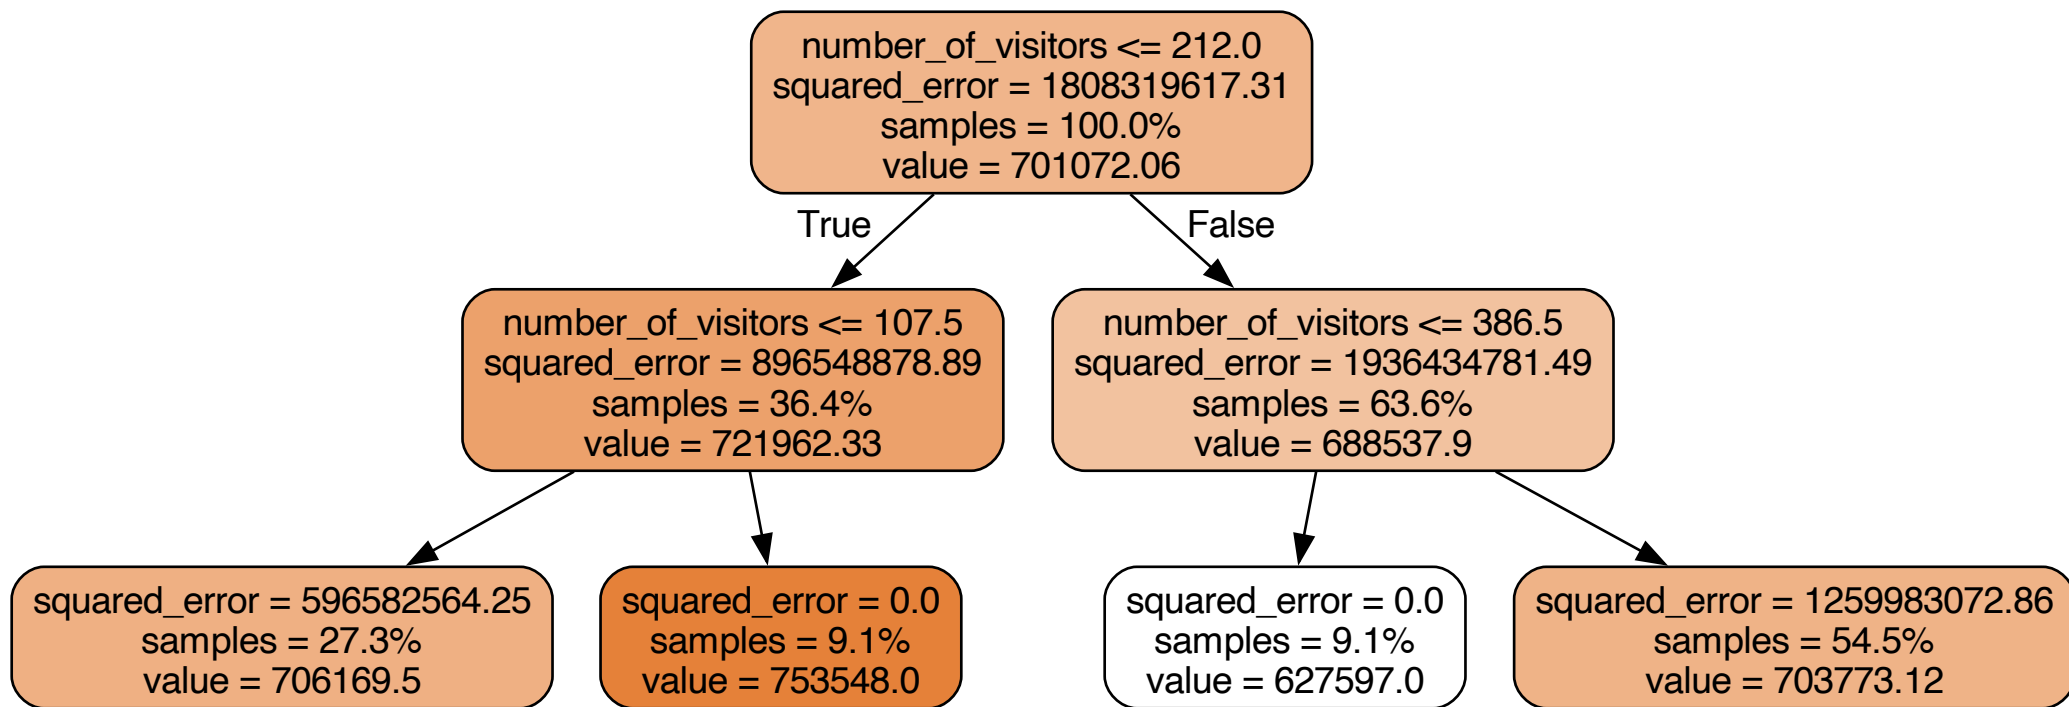 number_of_visitors <= 212.0
squared_error = 1808319617.31
samples = 100.0%
value = 701072.06
True
False
number_of_visitors <= 107.5
squared_error = 896548878.89
samples = 36.4%
value = 721962.33
number_of_visitors <= 386.5
squared_error = 1936434781.49
samples = 63.6%
value = 688537.9
squared_error = 596582564.25
samples = 27.3%
value = 706169.5
squared_error = 0.0
samples = 9.1%
value = 753548.0
squared_error = 0.0
samples = 9.1%
value = 627597.0
squared_error = 1259983072.86
samples = 54.5%
value = 703773.12